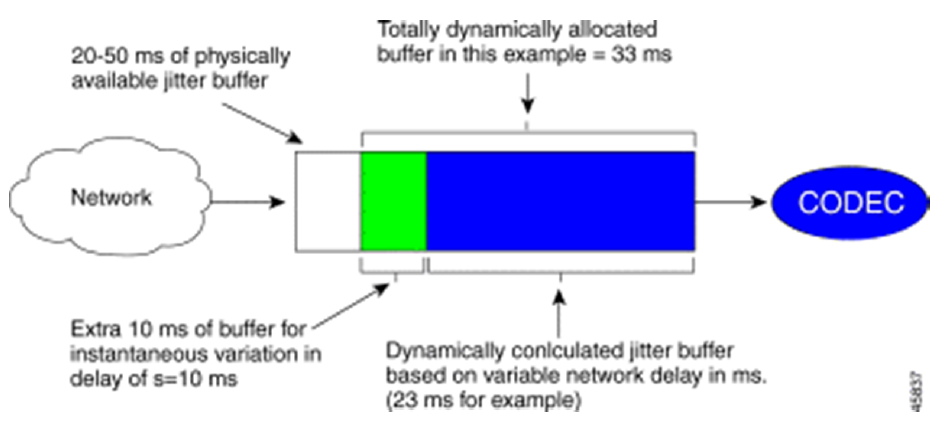 Totally dynamically allocated
buffer in this example = 33 ms
20-50 ms of physically
available jitter buffer
Network
CODEC
Extra 10 ms of buffer for
instantaneous variation in
delay of s=10 ms
Dynamically conlculated jitter buffer
based on variable network delay in ms.
(23 ms for example)
45837